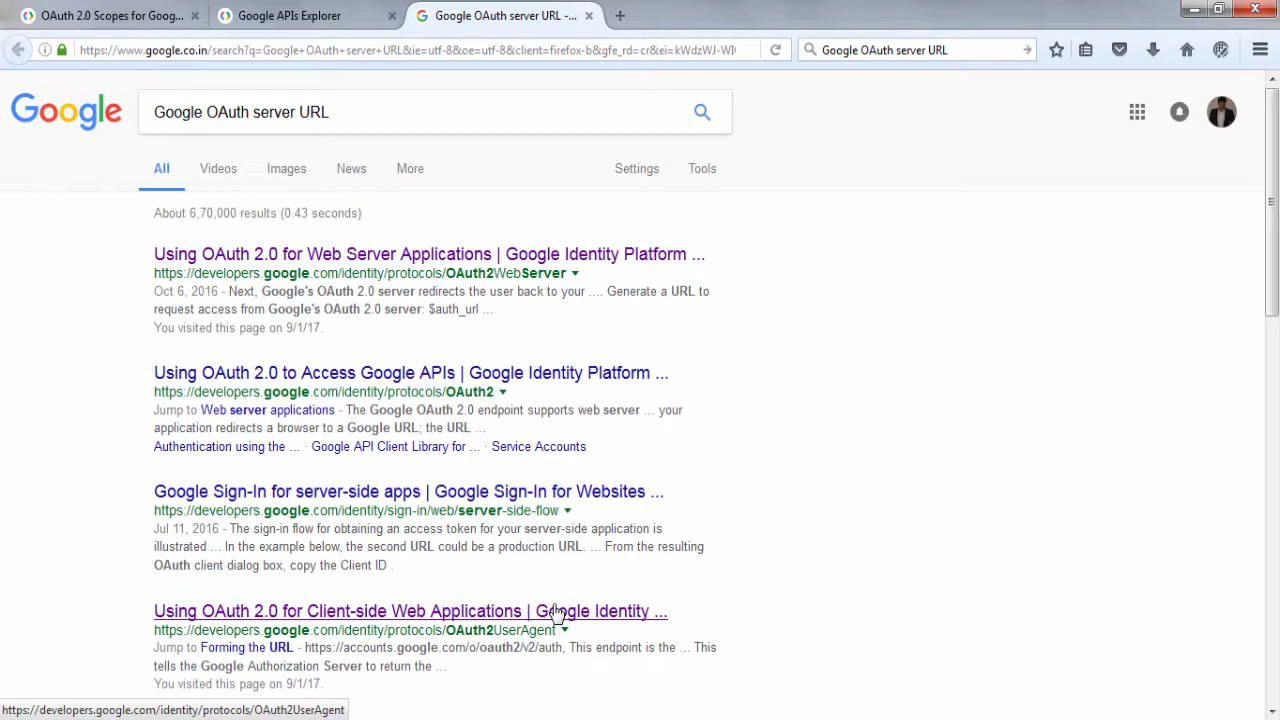 OAuth 2.0 Scopes for Goog...
Google APIs Explorer
Google OAuth server URL -...
https://www.google.co.in/search?q=Google+OAuth+server+URL&ie=utf-8&oe=utf-8&client=firefox-b&gfe_rd=cr&ei=kWdzWJ-WI
Google OAuth server URL
Google
Google OAuth server URL
All
Videos
Images
News
More
Settings
Tools
About 6,70,000 results (0.43 seconds)
Using OAuth 2.0 for Web Server Applications | Google Identity Platform ...
https://developers.google.com/identity/protocols/OAuth2WebServer
Oct 6, 2016 - Next, Google's OAuth 2.0 server redirects the user back to your .... Generate a URL to
request access from Google's OAuth 2.0 server: $auth_url ...
You visited this page on 9/1/17.
Using OAuth 2.0 to Access Google APIs | Google Identity Platform ...
https://developers.google.com/identity/protocols/OAuth2
Jump to Web server applications - The Google OAuth 2.0 endpoint supports web server ... your
application redirects a browser to a Google URL; the URL ...
Authentication using the ... · Google API Client Library for ... · Service Accounts
Google Sign-In for server-side apps | Google Sign-In for Websites ...
https://developers.google.com/identity/sign-in/web/server-side-flow
Jul 11, 2016 - The sign-in flow for obtaining an access token for your server-side application is
illustrated ... In the example below, the second URL could be a production URL. ... From the resulting
OAuth client dialog box, copy the Client ID .
Using OAuth 2.0 for Client-side Web Applications | Google Identity ...
https://developers.google.com/identity/protocols/OAuth2UserAgent
Jump to Forming the URL - https://accounts.google.com/o/oauth2/v2/auth, This endpoint is the ... This
tells the Google Authorization Server to return the ...
You visited this page on 9/1/17.
https://developers.google.com/identity/protocols/OAuth2UserAgent